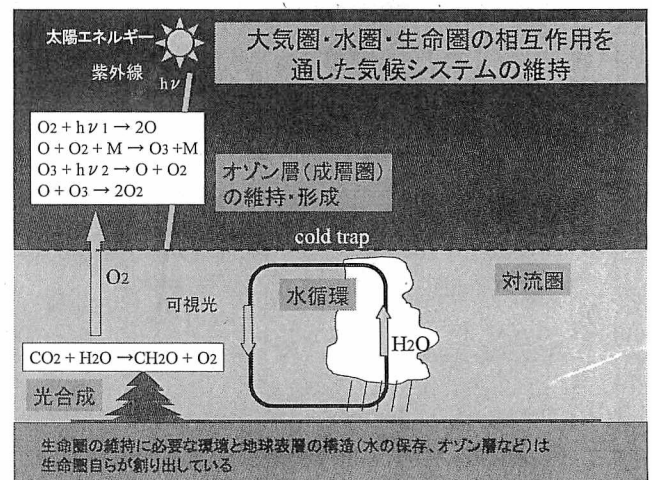 太陽エネルギー
紫外線
hν
大気圏・水圏・生命圏の相互作用を
通した気候システムの維持
O2 + hν1 → 2O
O + O2 + M → O3 +M
O3 + hν2 → O + O2
O + O3 → 2O2
オゾン層(成層圏)
の維持・形成
cold trap
O2
可視光
水循環
対流圏
H2O
CO2 + H2O →CH2O + O2
光合成
生命圏の維持に必要な環境と地球表層の構造(水の保存、オゾン層など)は
生命圏自らが創り出している